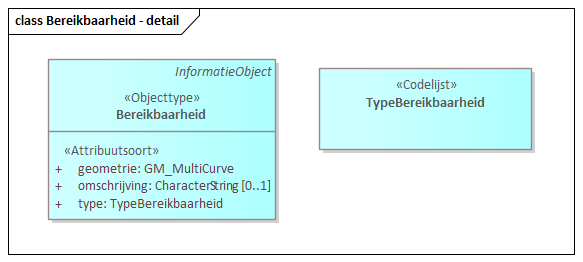 class Bereikbaarheid - detail
InformatieObject
«Objecttype»
Bereikbaarheid
«Attribuutsoort»
+ geometrie: GM_MultiCurve
+ omschrijving: CharacterString [0..1]
+ type: TypeBereikbaarheid
«Codelijst»
TypeBereikbaarheid